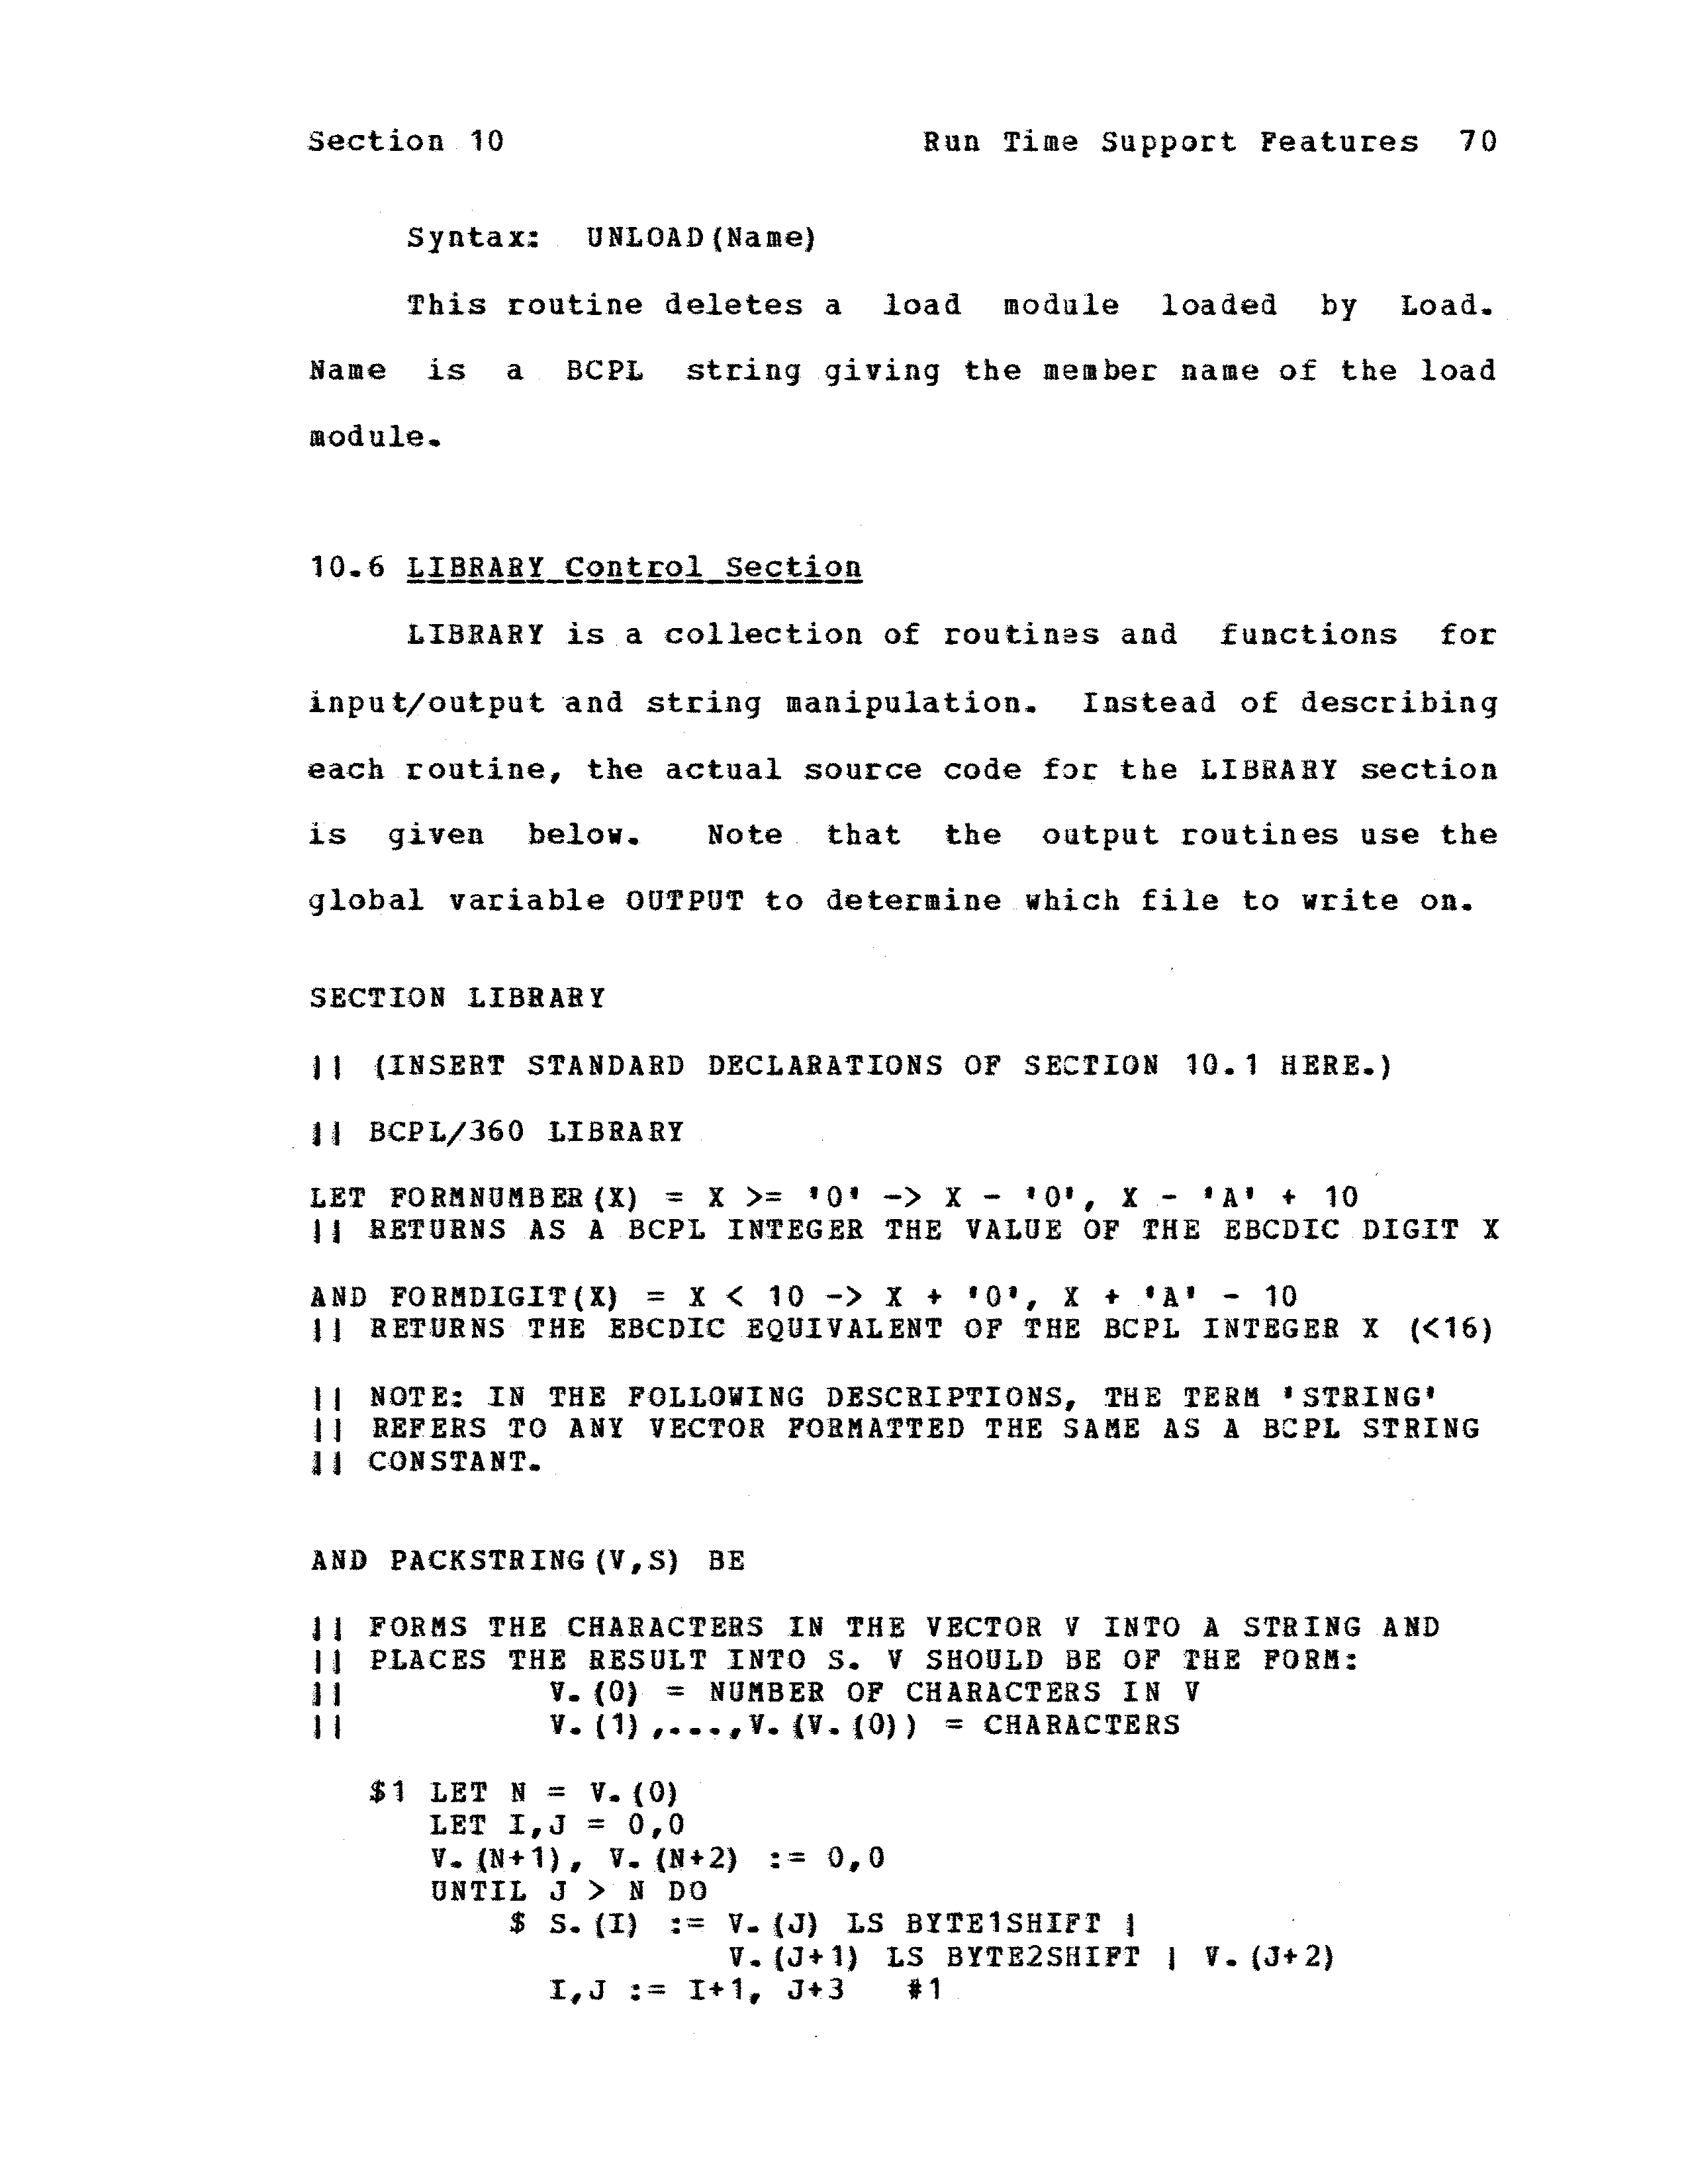 Section 10 Run Time Support Features 70
Syntax: UNLOAD(Name)
This routine deletes a load module loaded by Load.
Name is a BCPL string giving the member name of the load
module.
10.6 LIBRARY Control Section
LIBRARY is a collection of routines and functions for
input/output and string manipulation. Instead of describing
each routine, the actual source code for the LIBRARY section
is given below. Note that the output routines use the
global variable OUTPUT to determine which file to write on.
SECTION LIBRARY
|| (INSERT STANDARD DECLARATIONS OF SECTION 10.1 HERE.)
|| BCPL/360 LIBRARY
LET FORMNUMBER(X) = X >= '0' -> X - '0', X - 'A' + 10
|| RETURNS AS A BCPL INTEGER THE VALUE OF THE EBCDIC DIGIT X
AND FORMDIGIT(X) = X < 10 -> X + '0', X + 'A' - 10
|| RETURNS THE EBCDIC EQUIVALENT OF THE BCPL INTEGER X (<16)
|| NOTE: IN THE FOLLOWING DESCRIPTIONS, THE TERM 'STRING'
|| REFERS TO ANY VECTOR FORMATTED THE SAME AS A BCPL STRING
|| CONSTANT.
AND PACKSTRING(V,S) BE
|| FORMS THE CHARACTERS IN THE VECTOR V INTO A STRING AND
|| PLACES THE RESULT INTO S. V SHOULD BE OF THE FORM:
|| V.(0) = NUMBER OF CHARACTERS IN V
|| V.(1),...,V.(V.(0)) = CHARACTERS
$1 LET N = V.(0)
LET I,J = 0,0
V.(N+1), V.(N+2) := 0,0
UNTIL J > N DO
$ S.(I) := V.(J) LS BYTE1SHIFT |
V.(J+1) LS BYTE2SHIFT | V.(J+2)
I,J := I+1, J+3 #1